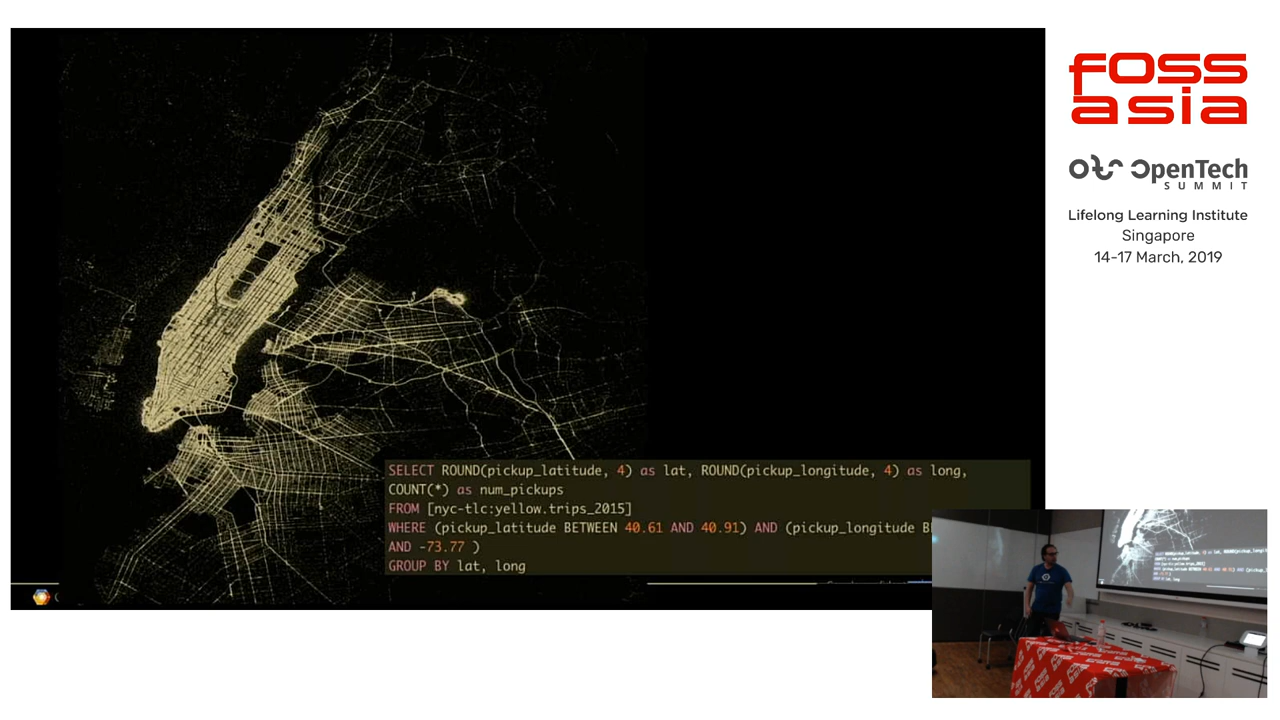 SELECT ROUND(pickup_latitude, 4) as lat, ROUND(pickup_longitude, 4) as long,
COUNT(*) as num_pickups
FROM [nyc-tlc:yellow.trips_2015]
WHERE (pickup_latitude BETWEEN 40.61 AND 40.91) AND (pickup_longitude B
AND -73.77 )
GROUP BY lat, long
foss
asia
OpenTech
SUMMIT
Lifelong Learning Institute
Singapore
14-17 March, 2019